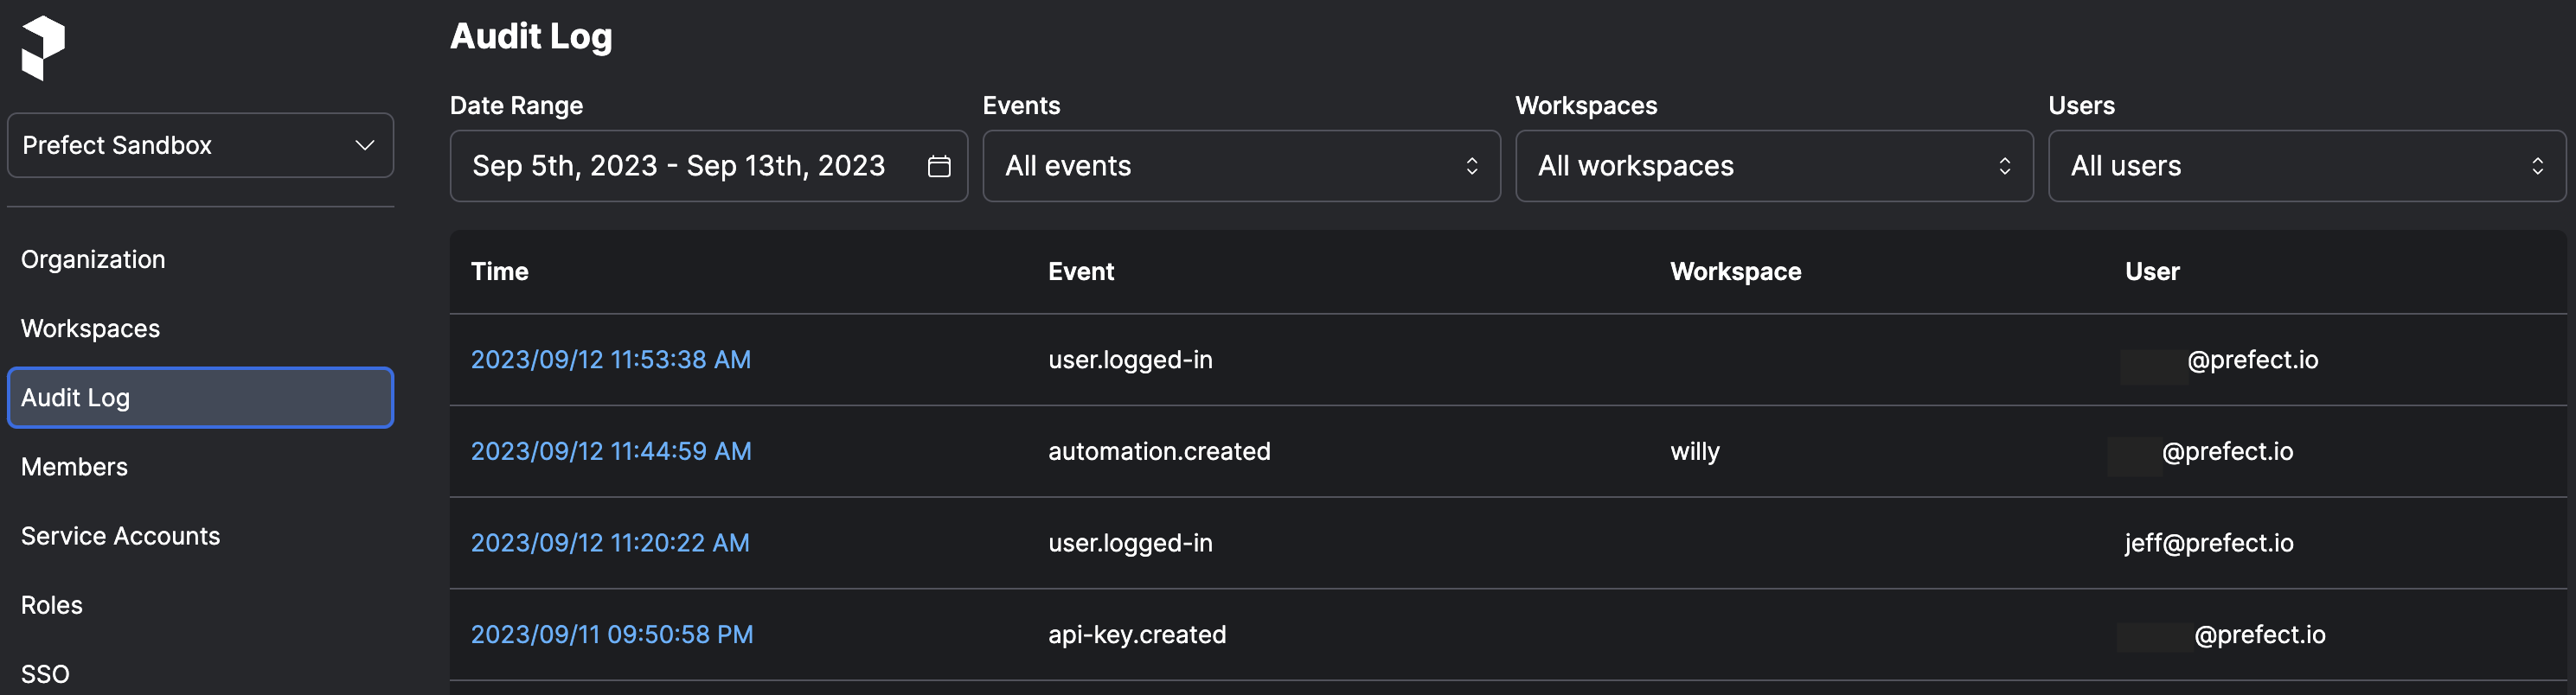 Prefect Sandbox
Organization
Workspaces
Audit Log
Members
Service Accounts
Roles
SSO
Audit Log
Date Range Events Workspaces Users
Sep 5th, 2023 - Sep 13th, 2023 All events All workspaces All users
Time Event Workspace User
2023/09/12 11:53:38 AM user.logged-in @prefect.io
2023/09/12 11:44:59 AM automation.created willy @prefect.io
2023/09/12 11:20:22 AM user.logged-in jeff@prefect.io
2023/09/11 09:50:58 PM api-key.created @prefect.io